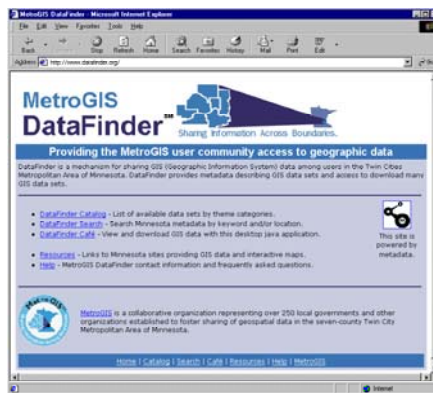 MetroGIS DataFinder - Microsoft Internet Explorer
File Edit View Favorites Tools Help
Back Stop Refresh Home Search Favorites History Mail Print Edit
Address http://www.datafinder.org/
MetroGIS
DataFinder SM
Sharing Information Across Boundaries.
Providing the MetroGIS user community access to geographic data
DataFinder is a mechanism for sharing GIS (Geographic Information System) data among users in the Twin Cities
Metropolitan Area of Minnesota. DataFinder provides metadata describing GIS data sets and access to download many
GIS data sets.
DataFinder Catalog - List of available data sets by theme categories.
DataFinder Search - Search Minnesota metadata by keyword and/or location.
DataFinder Café - View and download GIS data with this desktop java application.
Resources - Links to Minnesota sites providing GIS data and interactive maps.
Help - MetroGIS DataFinder contact information and frequently asked questions.
This site is
powered by
metadata.
MetroGIS
MetroGIS is a collaborative organization representing over 250 local governments and other
organizations established to foster sharing of geospatial data in the seven-county Twin City
Metropolitan Area of Minnesota.
Home | Catalog | Search | Café | Resources | Help | MetroGIS
Internet